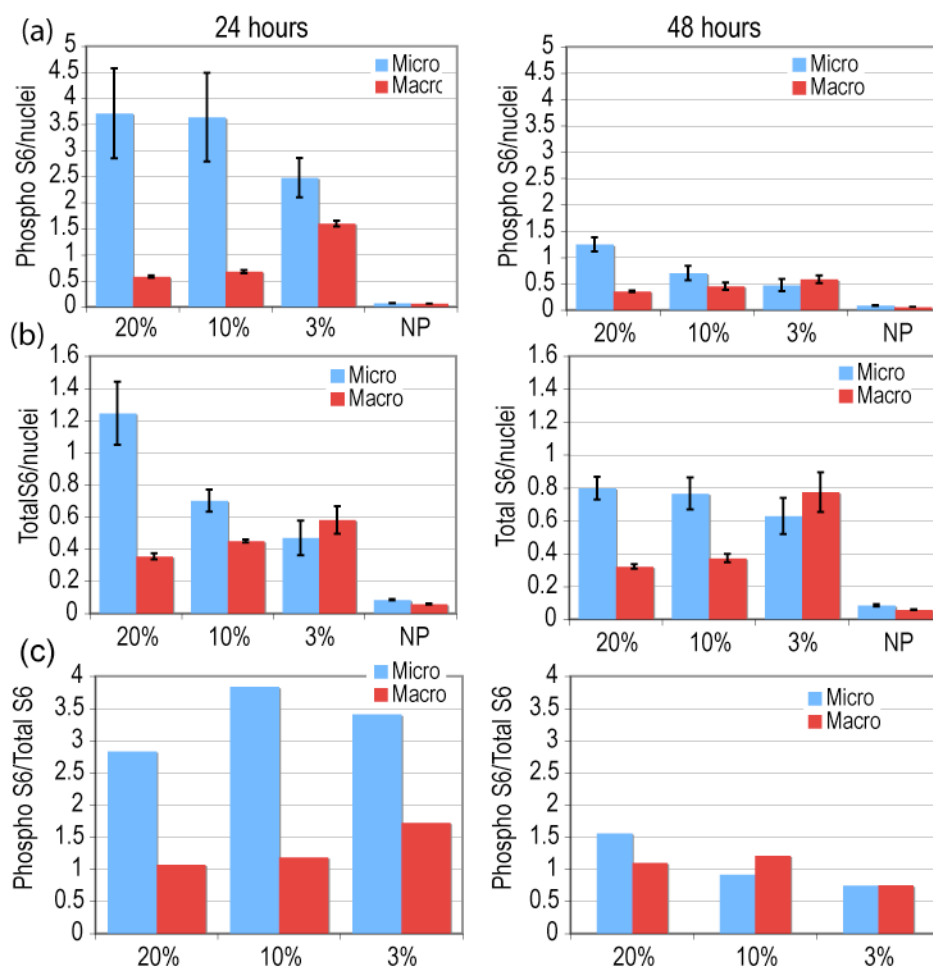 (a)
24 hours
48 hours
Phospho S6/nuclei
5
4.5
4
3.5
3
2.5
2
1.5
1
0.5
0
Micro
Macro
20% 10% 3% NP
Phospho S6/nuclei
5
4.5
4
3.5
3
2.5
2
1.5
1
0.5
0
Micro
Macro
20% 10% 3% NP
(b)
TotalS6/nuclei
1.6
1.4
1.2
1
0.8
0.6
0.4
0.2
0
Micro
Macro
20% 10% 3% NP
Total S6/nuclei
1.6
1.4
1.2
1
0.8
0.6
0.4
0.2
0
Micro
Macro
20% 10% 3% NP
(c)
Phospho S6/Total S6
4
3.5
3
2.5
2
1.5
1
0.5
0
Micro
Macro
20% 10% 3%
Phospho S6/Total S6
4
3.5
3
2.5
2
1.5
1
0.5
0
Micro
Macro
20% 10% 3%